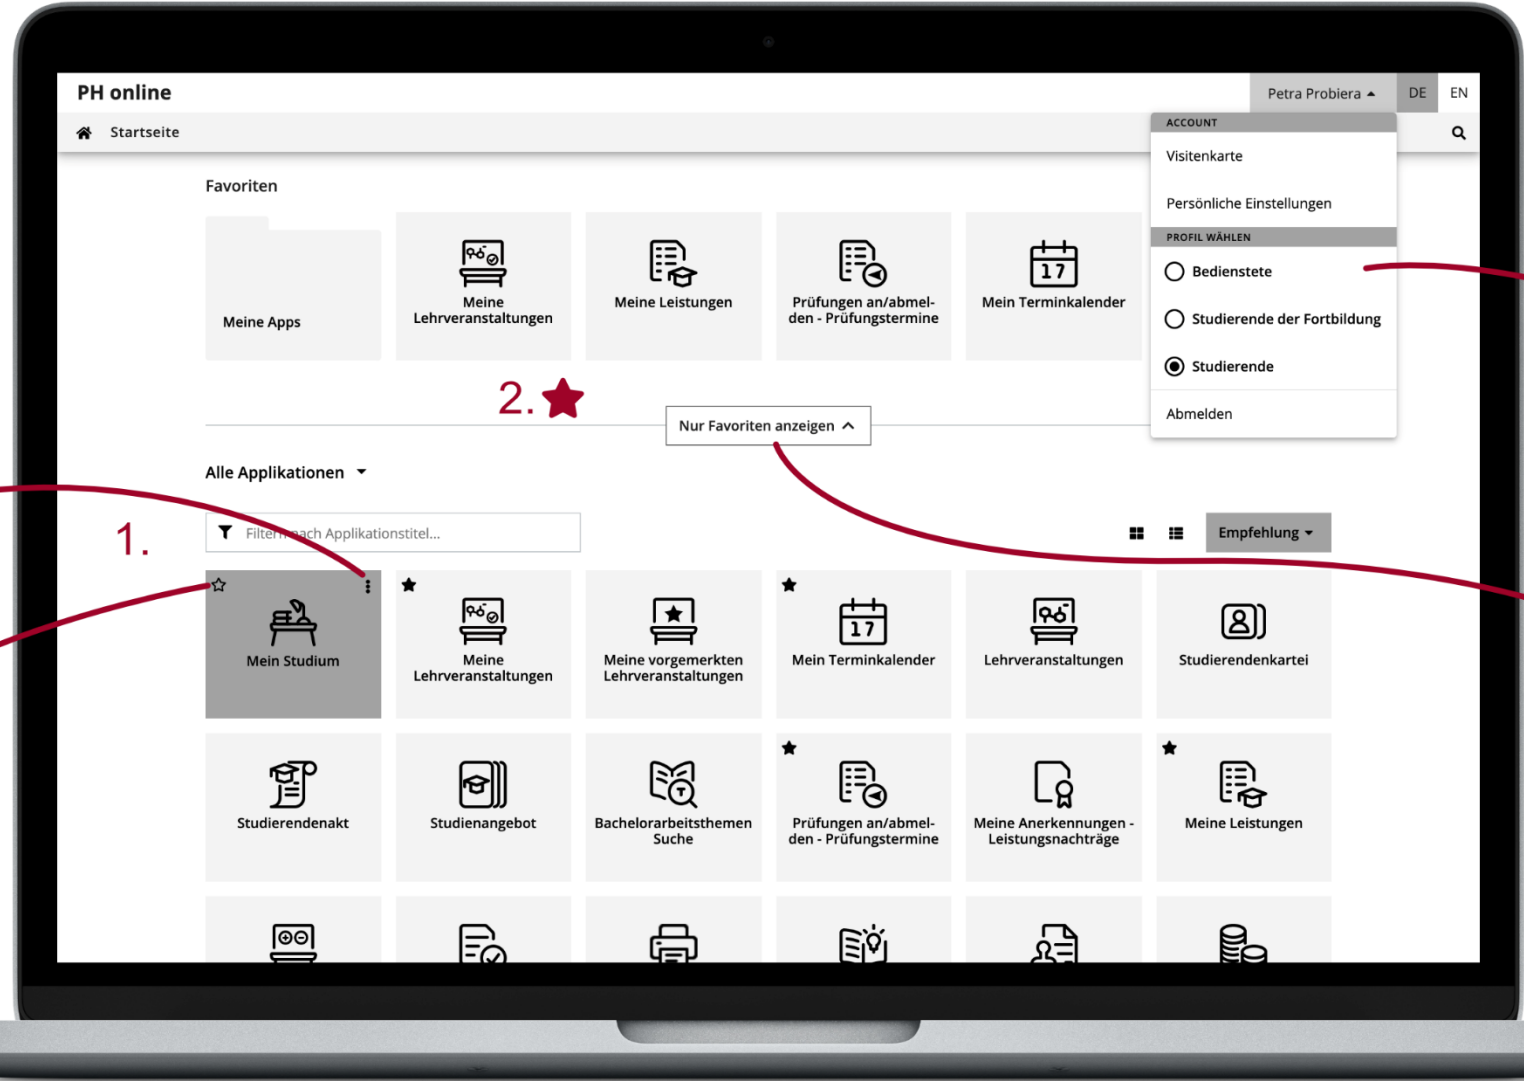 PH online
Petra Probiera
DE
EN
Startseite
ACCOUNT
Visitenkarte
Persönliche Einstellungen
PROFIL WÄHLEN
Bedienstete
Studierende der Fortbildung
Studierende
Abmelden
Favoriten
Meine Apps
Meine
Lehrveranstaltungen
Meine Leistungen
Prüfungen an/abmel-
den - Prüfungstermine
17
Mein Terminkalender
2.
Nur Favoriten anzeigen
Alle Applikationen
1.
Filtern nach Applikationstitel...
Empfehlung
Mein Studium
Meine
Lehrveranstaltungen
Meine vorgemerkten
Lehrveranstaltungen
17
Mein Terminkalender
Lehrveranstaltungen
Studierendenkartei
Studierendenakt
Studienangebot
T
Bachelorarbeitsthemen
Suche
Prüfungen an/abmel-
den - Prüfungstermine
Meine Anerkennungen -
Leistungsnachträge
Meine Leistungen